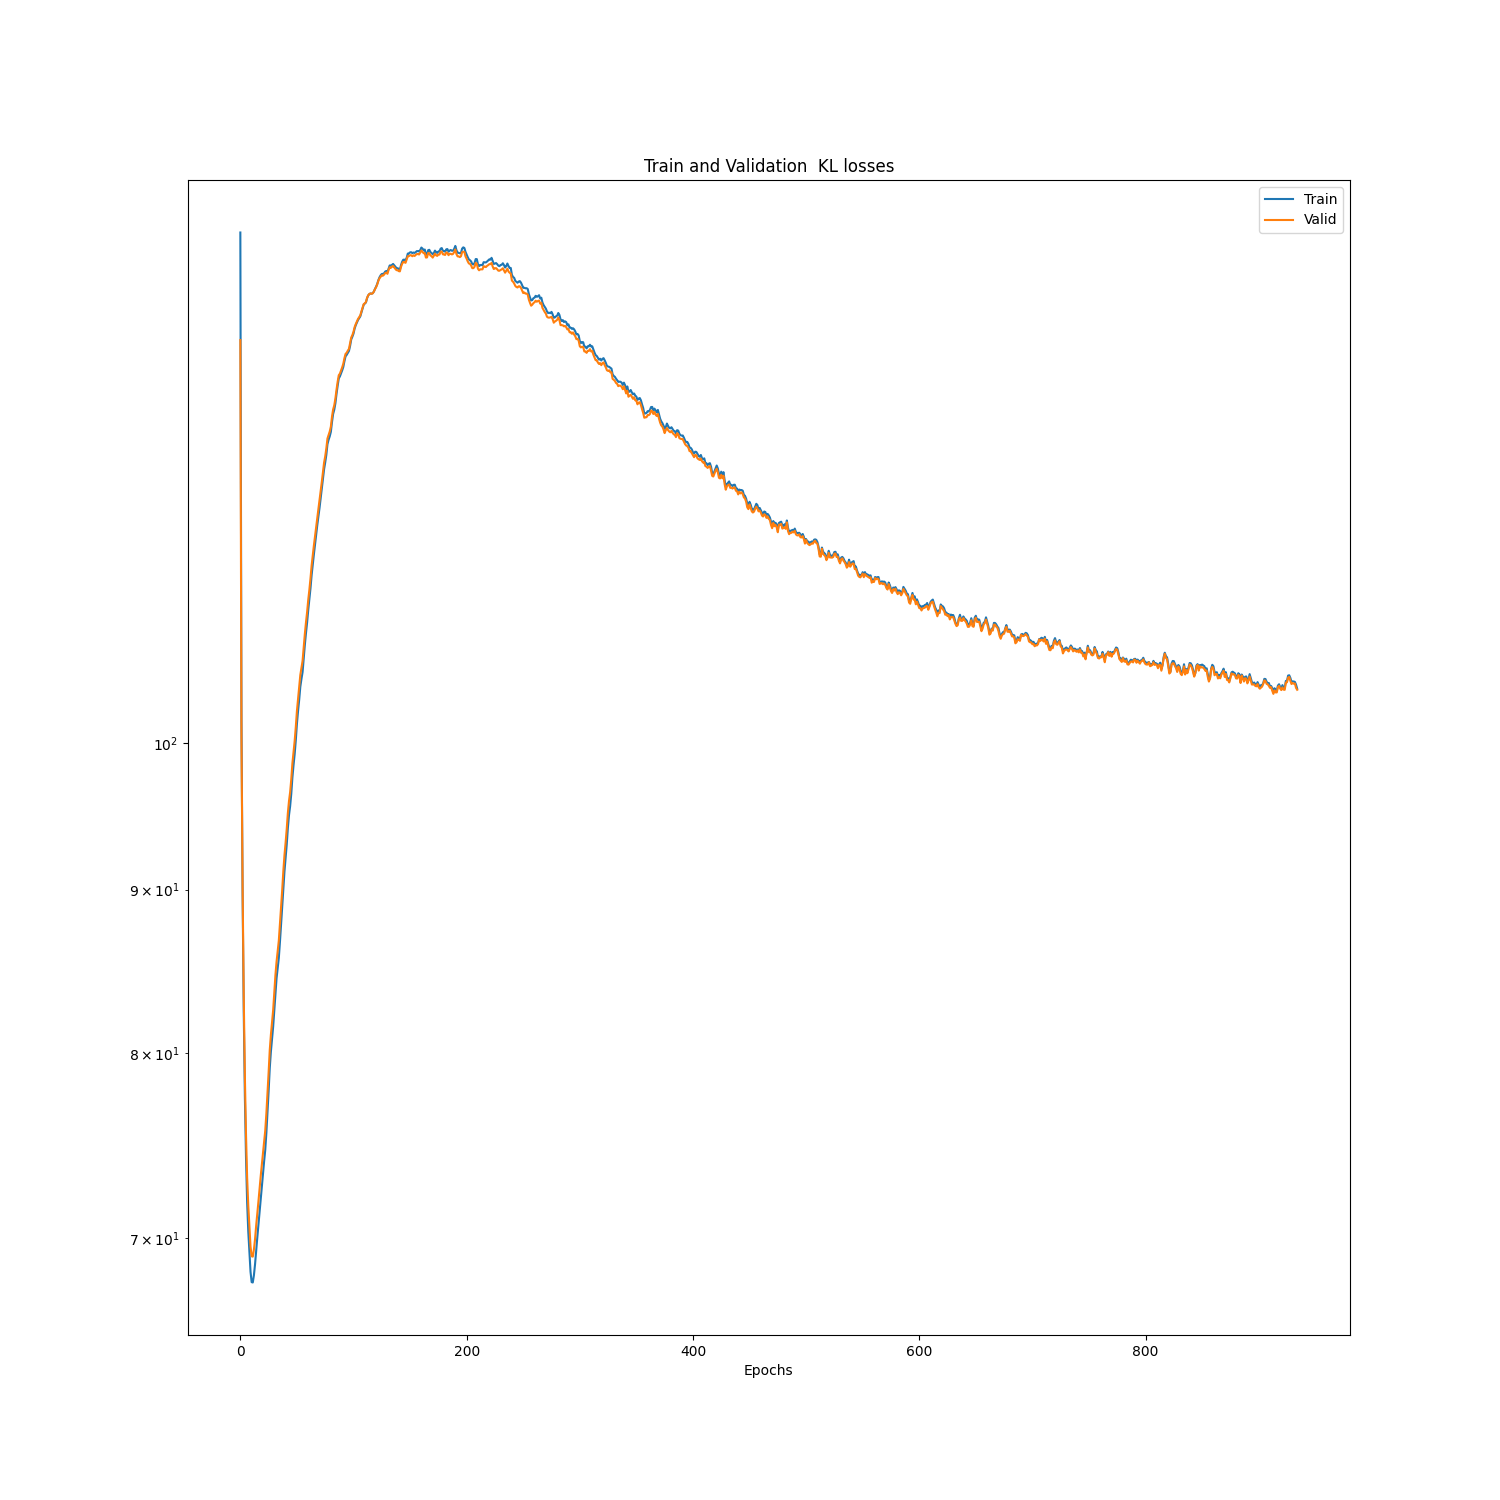 Train and Validation  KL losses
Train
Valid
10²
9 × 10¹
8 × 10¹
7 × 10¹
0 200 400 600 800
Epochs